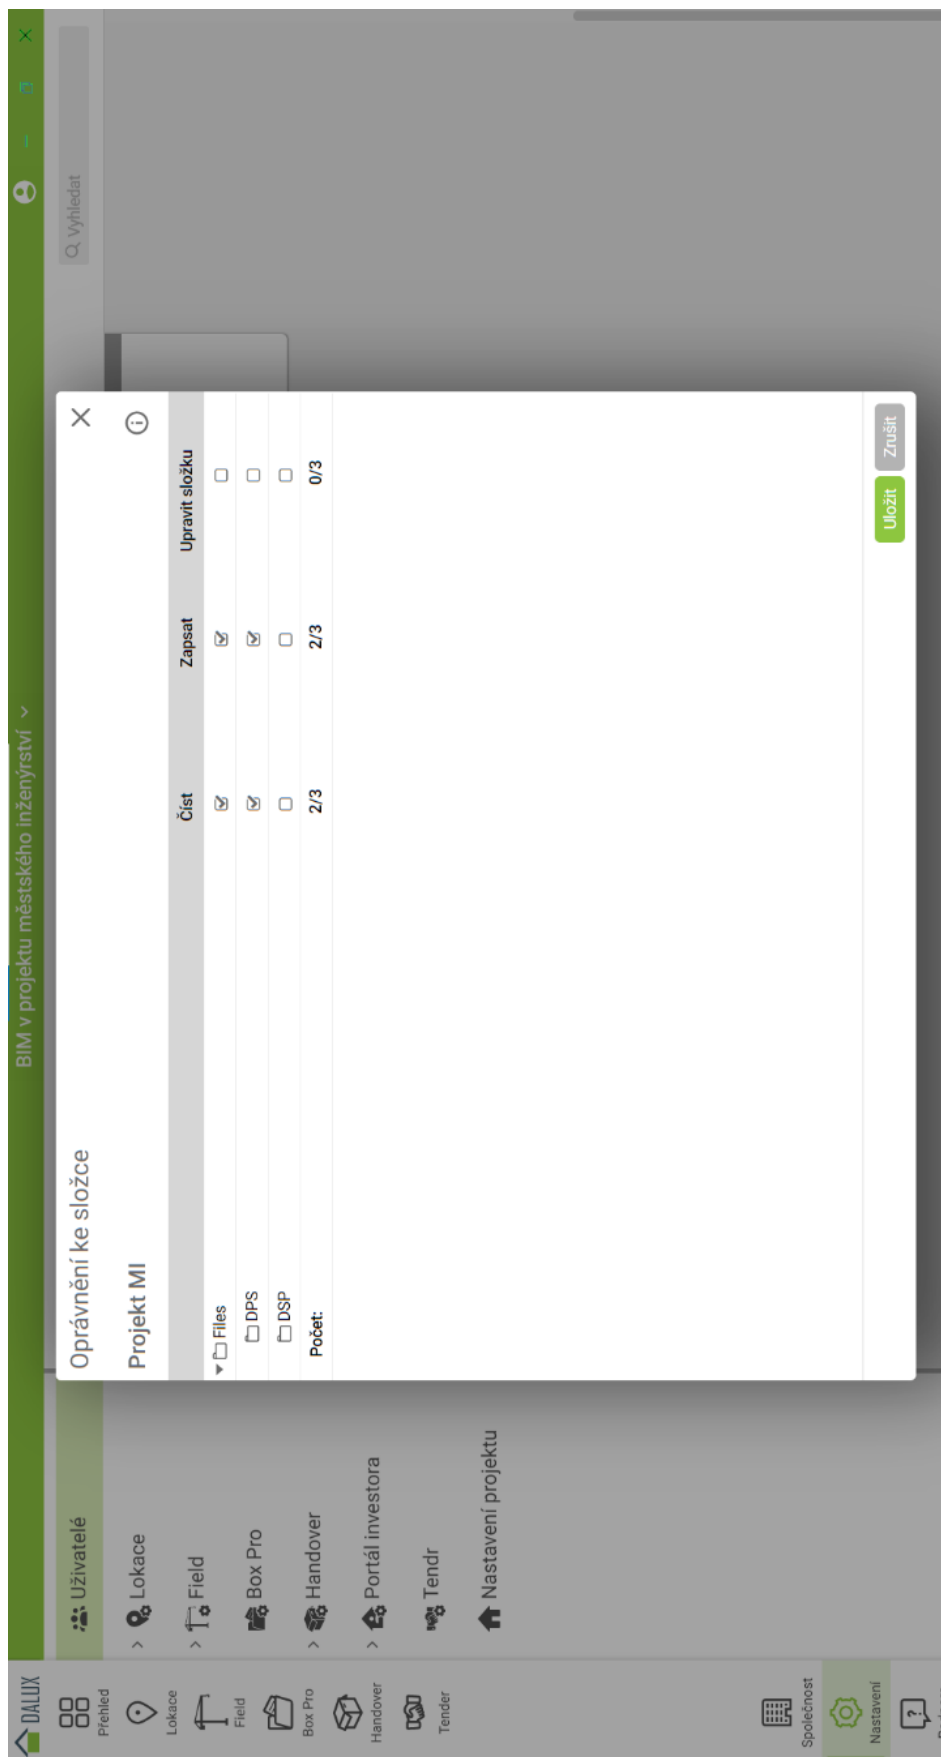 DALUX
BIM v projektu městského inženýrství
Přehled
Lokace
Field
Box Pro
Handover
Tender
Společnost
Nastavení
Uživatelé
Lokace
Field
Box Pro
Handover
Portál investora
Tendr
Nastavení projektu
Vyhledat
Oprávnění ke složce
Projekt MI
Číst Zapsat Upravit složku
Files
DPS
DSP
Počet: 2/3 2/3 0/3
Uložit Zrušit